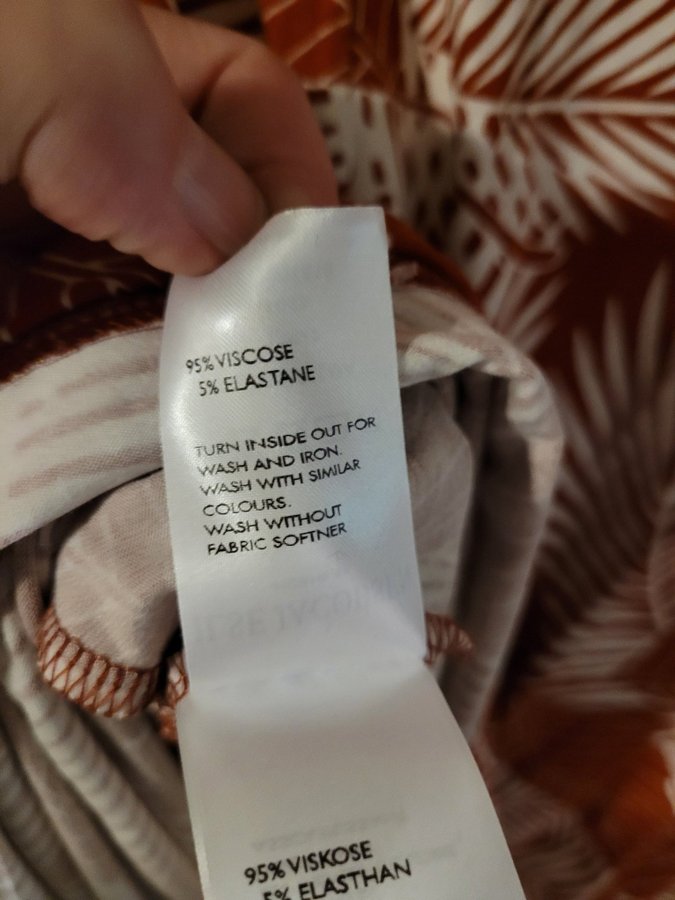 95% VISCOSE
5% ELASTANE
TURN INSIDE OUT FOR
WASH AND IRON.
WASH WITH SIMILAR
COLOURS.
WASH WITHOUT
FABRIC SOFTNER
95% VISKOSE
5% ELASTHAN